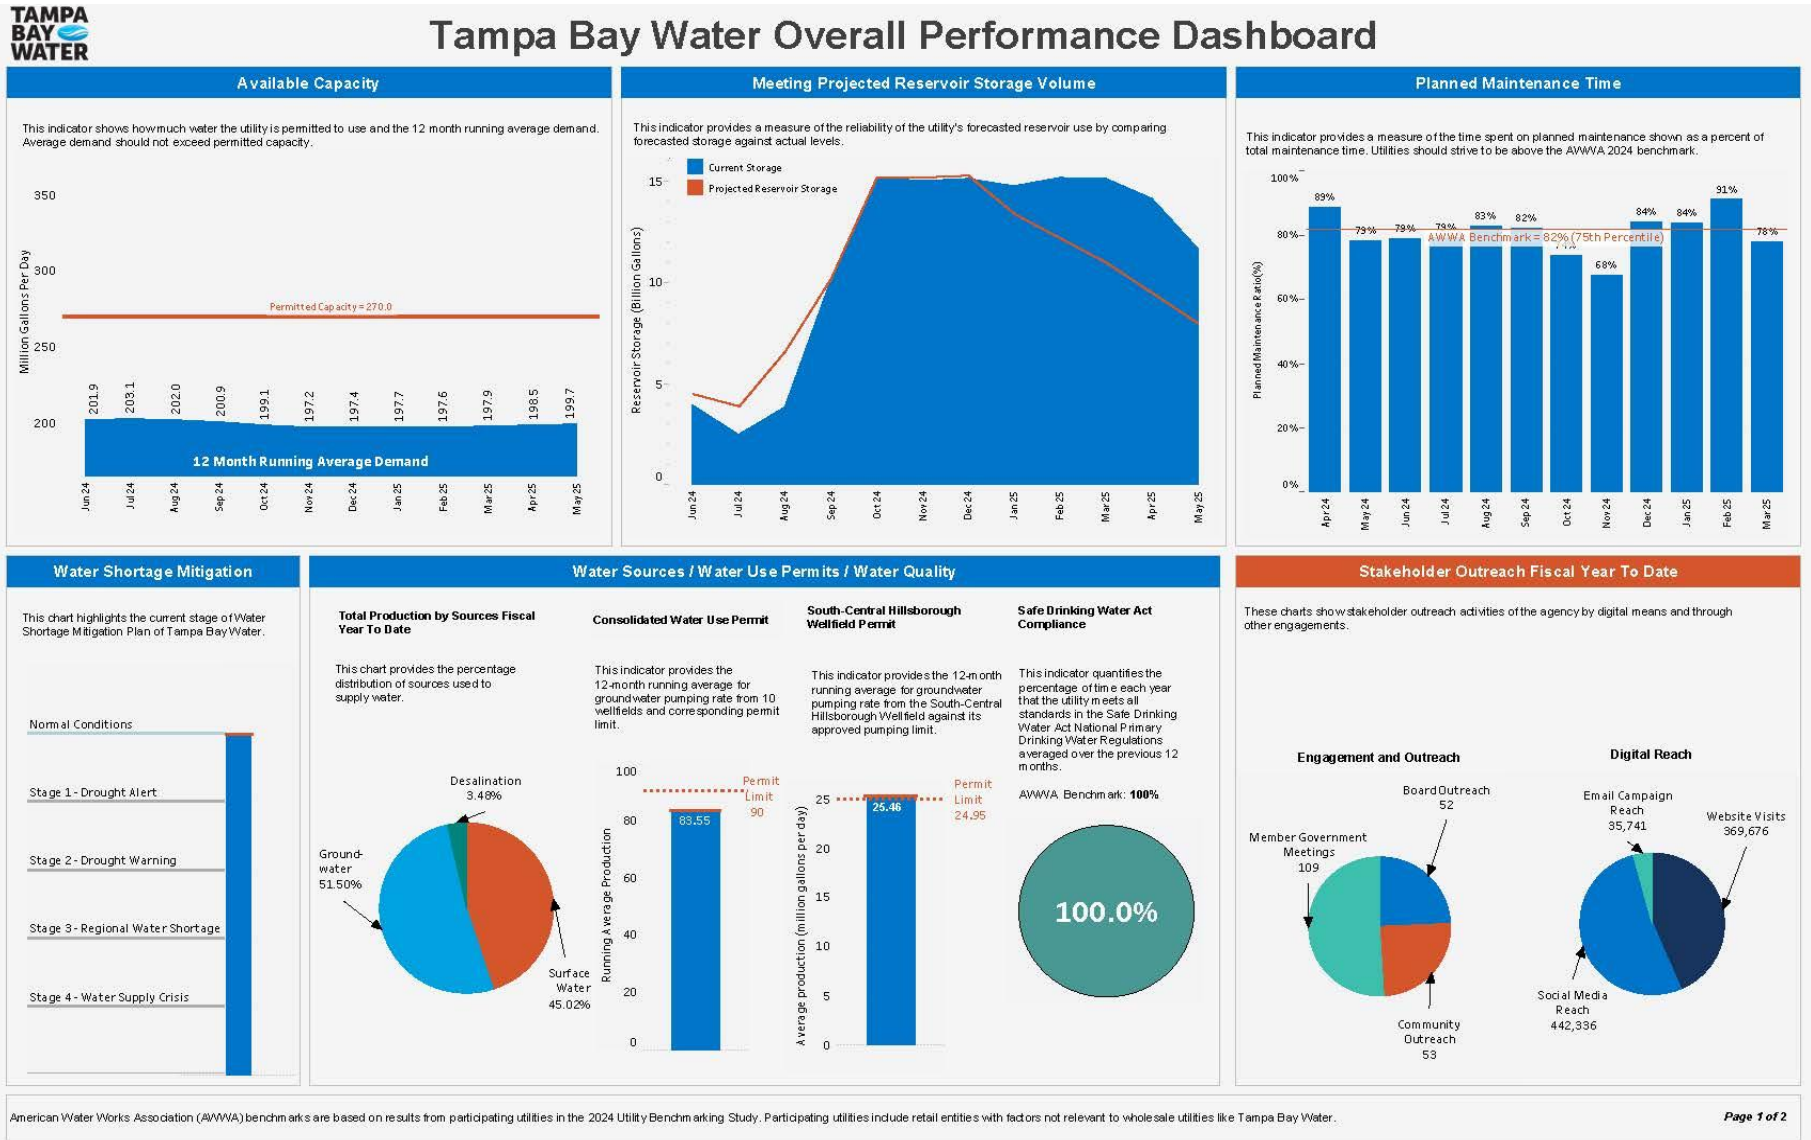 TAMPA
BAY
WATER
Tampa Bay Water Overall Performance Dashboard
Available Capacity
This indicator shows how much water the utility is permitted to use and the 12 month running average demand.
Average demand should not exceed permitted capacity.
Million Gallons Per Day
350
300
250
200
Permitted Capacity = 270.0
201.9
203.1
202.0
200.9
199.1
197.2
197.4
197.7
197.6
197.9
198.5
199.7
12 Month Running Average Demand
Jun 24
Jul 24
Aug 24
Sep 24
Oct 24
Nov 24
Dec 24
Jan 25
Feb 25
Mar 25
Apr 25
May 25
Meeting Projected Reservoir Storage Volume
This indicator provides a measure of the reliability of the utility's forecasted reservoir use by comparing
forecasted storage against actual levels.
Current Storage
Projected Reservoir Storage
Reservoir Storage (Billion Gallons)
15
10
5
0
Jun 24
Jul 24
Aug 24
Sep 24
Oct 24
Nov 24
Dec 24
Jan 25
Feb 25
Mar 25
Apr 25
May 25
Planned Maintenance Time
This indicator provides a measure of the time spent on planned maintenance shown as a percent of
total maintenance time. Utilities should strive to be above the AWWA 2024 benchmark.
Planned Maintenance Ratio(%)
100%
80%
60%
40%
20%
0%
89%
79%
79%
79%
83%
82%
68%
84%
84%
91%
78%
AWWA Benchmark = 82% (75th Percentile)
Apr 24
May 24
Jun 24
Jul 24
Aug 24
Sep 24
Oct 24
Nov 24
Dec 24
Jan 25
Feb 25
Mar 25
Water Shortage Mitigation
This chart highlights the current stage of Water
Shortage Mitigation Plan of Tampa Bay Water.
Normal Conditions
Stage 1 - Drought Alert
Stage 2 - Drought Warning
Stage 3 - Regional Water Shortage
Stage 4 - Water Supply Crisis
Water Sources / Water Use Permits / Water Quality
Total Production by Sources Fiscal
Year To Date
This chart provides the percentage
distribution of sources used to
supply water.
Desalination
3.48%
Ground-
water
51.50%
Surface
Water
45.02%
Consolidated Water Use Permit
This indicator provides the
12-month running average for
groundwater pumping rate from 10
wellfields and corresponding permit
limit.
Running Average Production
100
80
60
40
20
0
83.55
Permit
Limit
90
South-Central Hillsborough
Wellfield Permit
This indicator provides the 12-month
running average for groundwater
pumping rate from the South-Central
Hillsborough Wellfield against its
approved pumping limit.
Average production (million gallons per day)
25
20
15
10
5
0
25.46
Permit
Limit
24.95
Safe Drinking Water Act
Compliance
This indicator quantifies the
percentage of time each year
that the utility meets all
standards in the Safe Drinking
Water Act National Primary
Drinking Water Regulations
averaged over the previous 12
months.
AWWA Benchmark: 100%
100.0%
Stakeholder Outreach Fiscal Year To Date
These charts show stakeholder outreach activities of the agency by digital means and through
other engagements.
Engagement and Outreach
Board Outreach
52
Member Government
Meetings
109
Community
Outreach
53
Digital Reach
Email Campaign
Reach
35,741
Website Visits
369,676
Social Media
Reach
442,336
American Water Works Association (AWWA) benchmarks are based on results from participating utilities in the 2024 Utility Benchmarking Study. Participating utilities include retail entities with factors not relevant to wholesale utilities like Tampa Bay Water.
Page 1 of 2